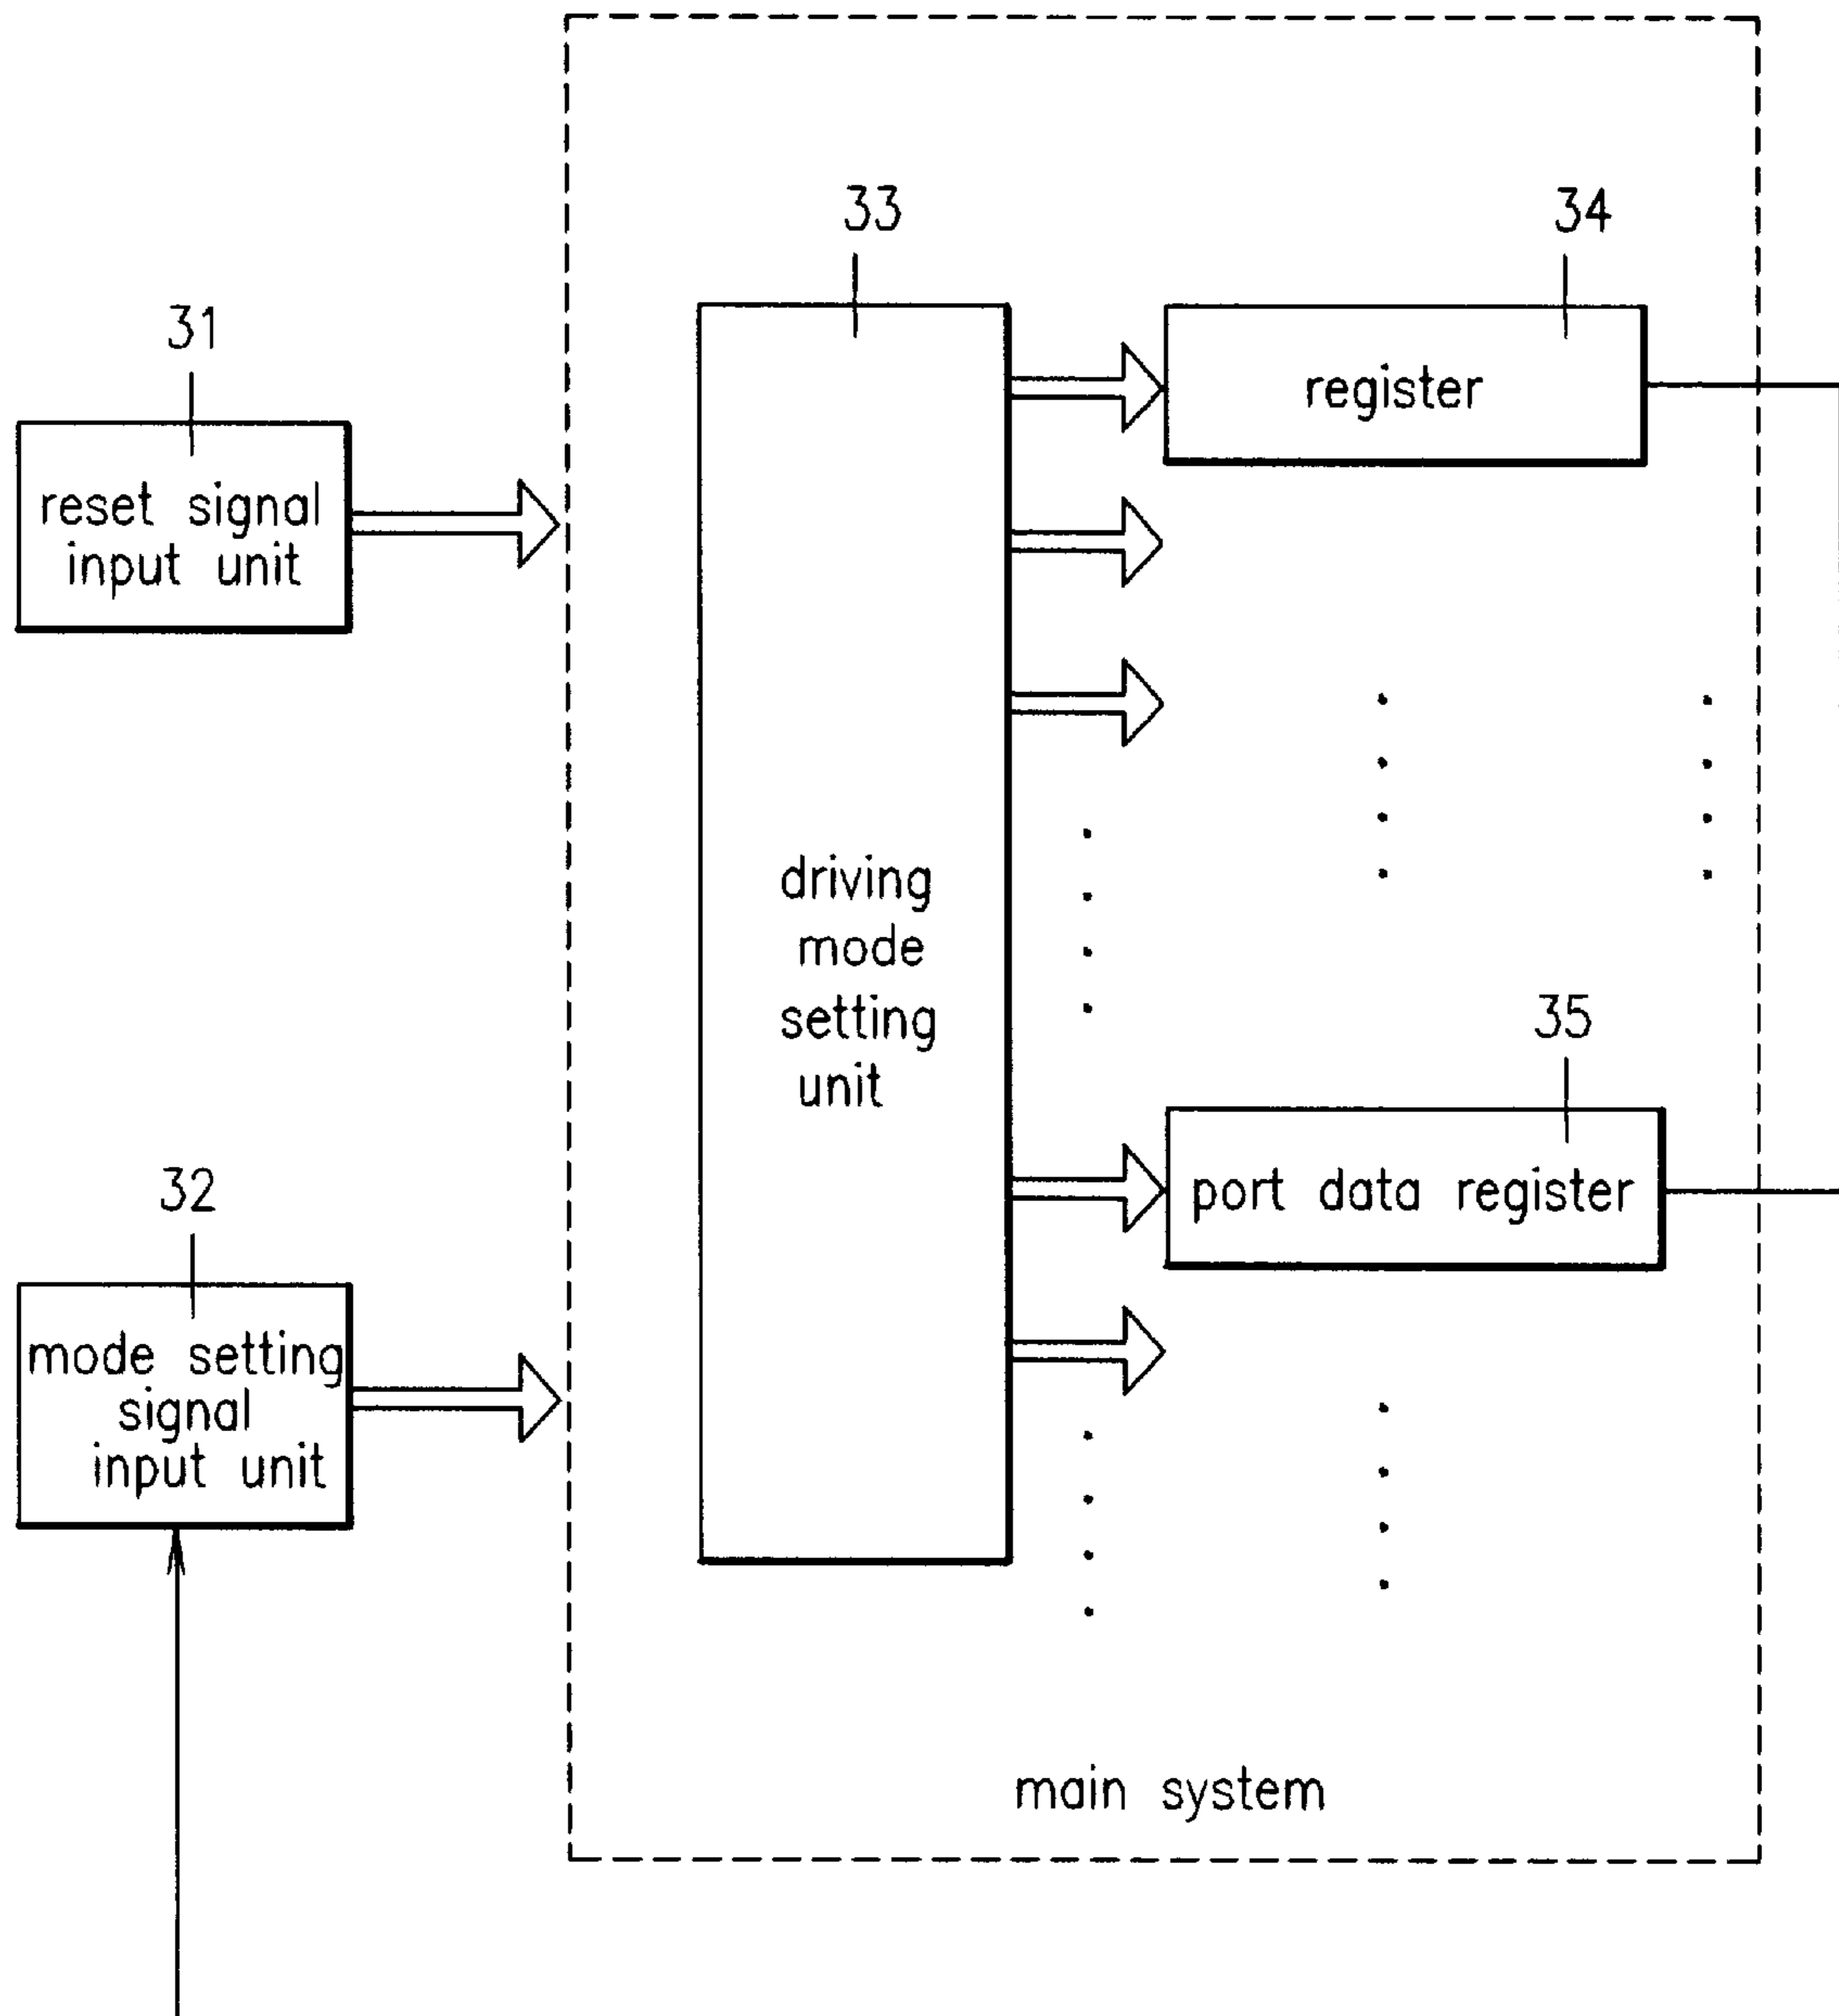 33
34
31
register
reset signal
input unit
driving
mode
setting
unit
35
port data register
32
mode setting
signal
input unit
main system